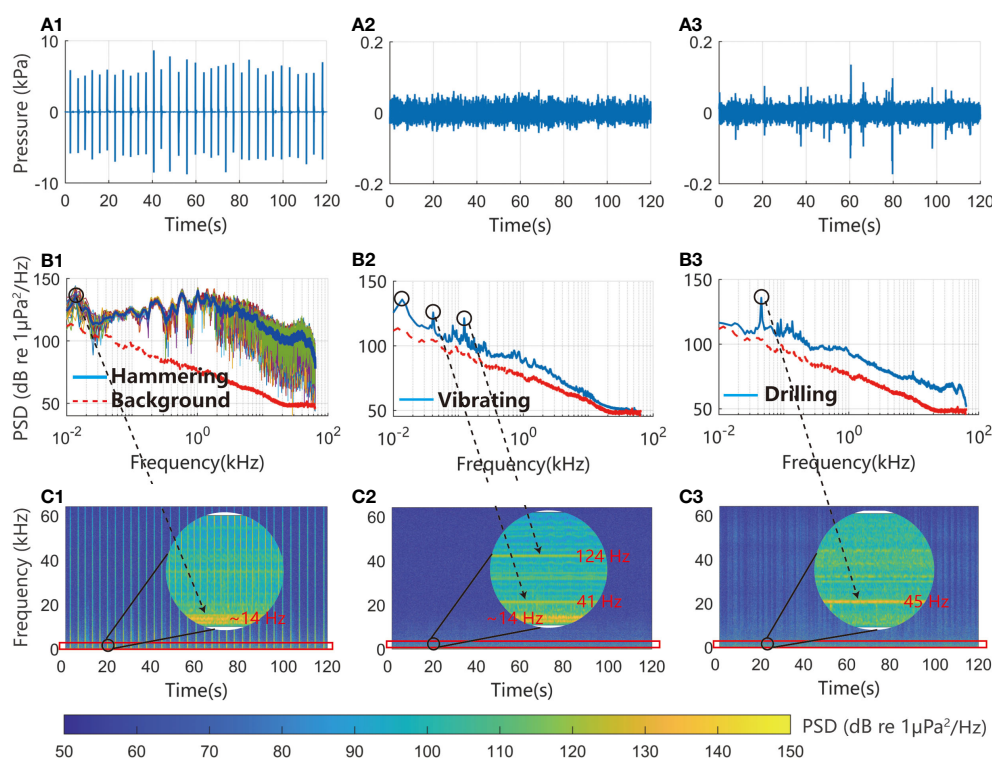 A1 A2 A3
10 0.2 0.2
Pressure (kPa)
0 0 0
-10 -0.2 -0.2
0 20 40 60 80 100 120 0 20 40 60 80 100 120 0 20 40 60 80 100 120
Time(s) Time(s) Time(s)
B1 B2 B3
150 150 150
PSD (dB re 1μPa²/Hz)
100 100 100
Hammering
Background Vibrating Drilling
50 50 50
10⁻² 10⁰ 10² 10⁻² 10⁰ 10² 10⁻² 10⁰ 10²
Frequency(kHz) Frequency(kHz) Frequency(kHz)
C1 C2 C3
60 60 60
Frequency (kHz)
124 Hz
40 40 40
41 Hz 45 Hz
20 20 20
~14 Hz ~14 Hz
0 0 0
0 20 40 60 80 100 120 0 20 40 60 80 100 120 0 20 40 60 80 100 120
Time(s) Time(s) Time(s)
PSD (dB re 1μPa²/Hz)
50 60 70 80 90 100 110 120 130 140 150